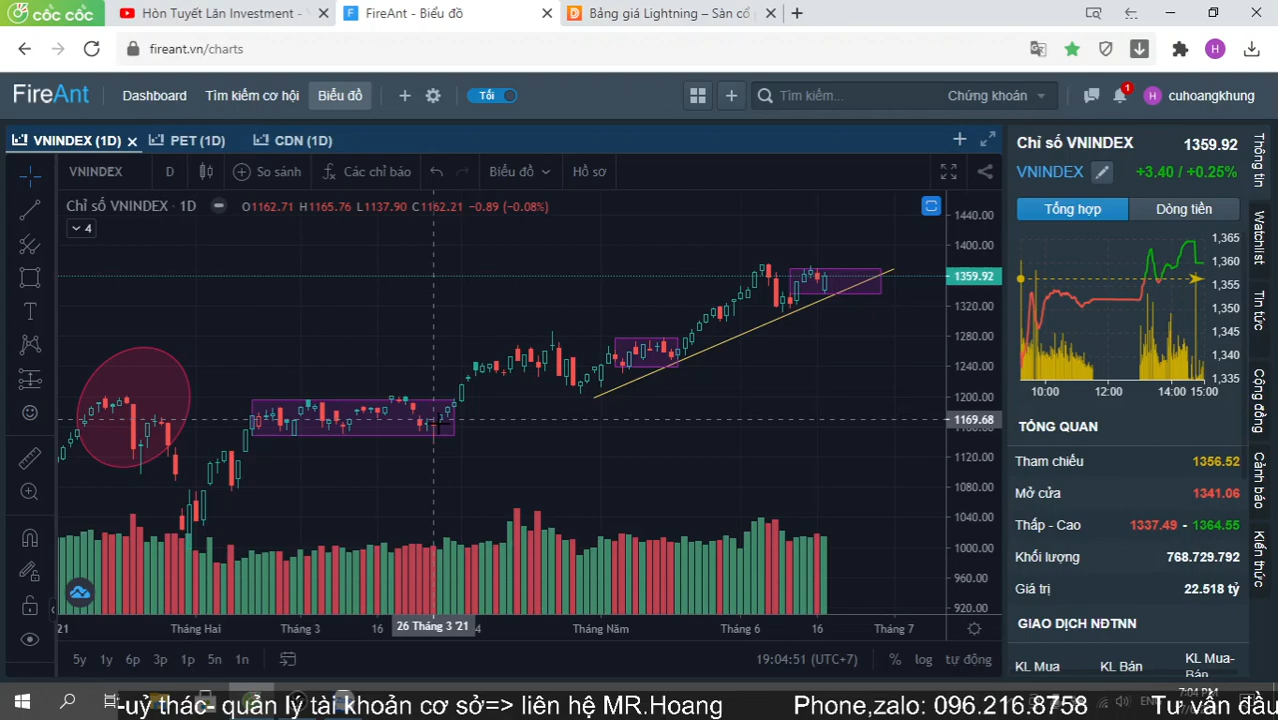 cốc cốc
Hòn Tuyết Lăn Investment -
FireAnt - Biểu đồ
Bảng giá Lightning – Sàn cổ p
fireant.vn/charts
H
FireAnt
Dashboard
Tìm kiếm cơ hội
Biểu đồ
Tối
Tìm kiếm...
Chứng khoán
1
H
cuhoangkhung
VNINDEX (1D)
PET (1D)
CDN (1D)
VNINDEX
D
So sánh
Các chỉ báo
Biểu đồ
Hồ sơ
Chỉ số VNINDEX · 1D
O1162.71 H1165.76 L1137.90 C1162.21 -0.89 (-0.08%)
4
1440.00
1400.00
1359.92
1320.00
1280.00
1240.00
1200.00
1169.68
1120.00
1080.00
1040.00
1000.00
960.00
920.00
21
Tháng Hai
Tháng 3
16
26 Tháng 3 '21
4
Tháng Năm
Tháng 6
16
Tháng 7
5y
1y
6p
3p
1p
5n
1n
19:04:51 (UTC+7)
%
log
tự động
Chỉ số VNINDEX
1359.92
VNINDEX
+3.40 / +0.25%
Tổng hợp
Dòng tiền
1,365
1,360
1,355
1,350
1,345
1,340
1,335
10:00
11:00
14:00
15:00
TỔNG QUAN
Tham chiếu
1356.52
Mở cửa
1341.06
Thấp - Cao
1337.49 - 1364.55
Khối lượng
768.729.792
Giá trị
22.518 tỷ
GIAO DỊCH NĐTNN
KL Mua
KL Bán
KL Mua-
Bán
Thông tin
Watchlist
Tin tức
Cộng đồng
Cảnh báo
Kiến thức
7:04 PM
-uỷ thác- quản lý tài khoản cơ sở=> liên hệ MR.Hoang
Phone,zalo: 096.216.8758
Tư vấn đầu